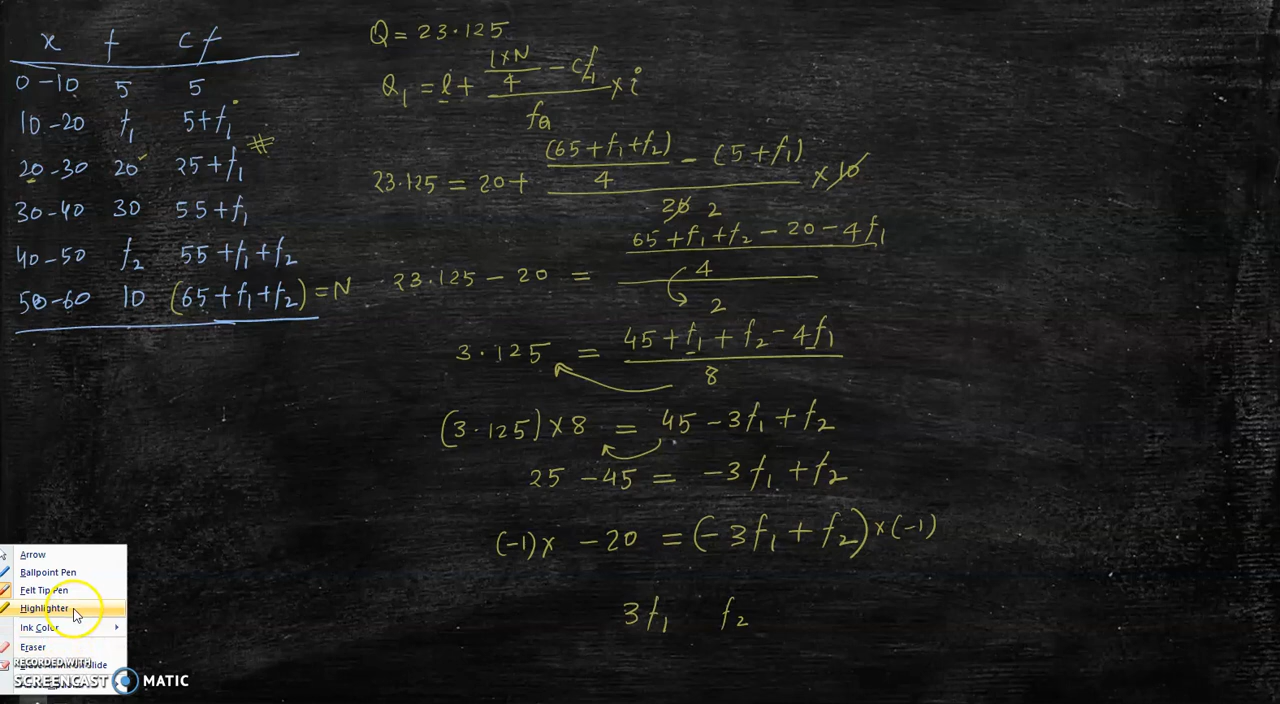 x f cf
0-10 5 5
10-20 f₁ 5+f₁
20-30 20 25+f₁ #
30-40 30 55+f₁
40-50 f₂ 55+f₁+f₂
50-60 10 (65+f₁+f₂) = N
Q = 23.125
Q₁ = l + ((1×N)/4 - cf₋₁)/fQ × i
23.125 = 20 + ((65+f₁+f₂)/4 - (5+f₁))/20 × 10
2
23.125 - 20 = ((65+f₁+f₂-20-4f₁)/4)/2
3.125 = (45+f₁+f₂-4f₁)/8
(3.125)×8 = 45-3f₁+f₂
25 -45 = -3f₁+f₂
(-1)× -20 = (-3f₁+f₂)×(-1)
3f₁ f₂
Arrow
Ballpoint Pen
Felt Tip Pen
Highlighter
Ink Color
Eraser
RECORDED WITH
SCREENCAST MATIC